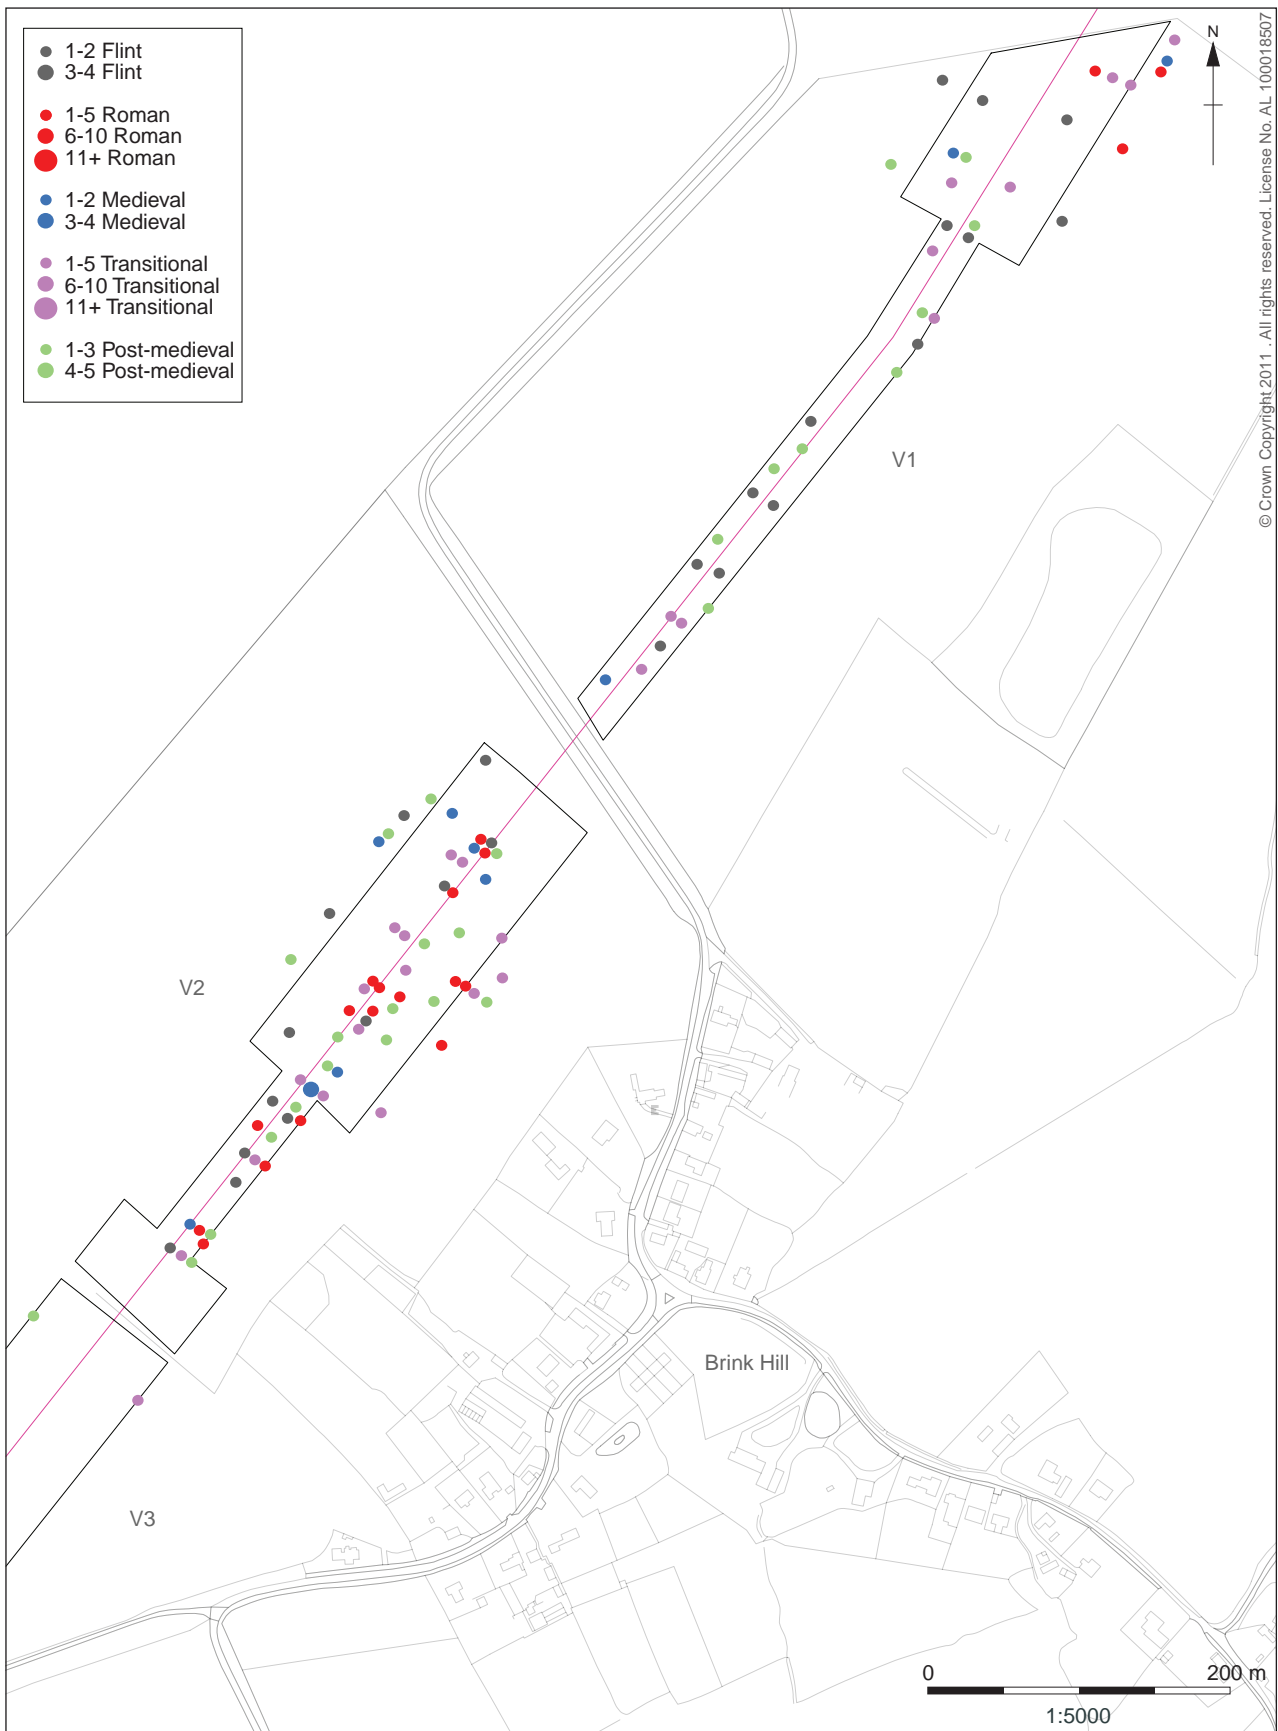 1-2 Flint
3-4 Flint
1-5 Roman
6-10 Roman
11+ Roman
1-2 Medieval
3-4 Medieval
1-5 Transitional
6-10 Transitional
11+ Transitional
1-3 Post-medieval
4-5 Post-medieval
N
© Crown Copyright 2011 . All rights reserved. License No. AL 100018507
V1
V2
Brink Hill
V3
0 200 m
1:5000